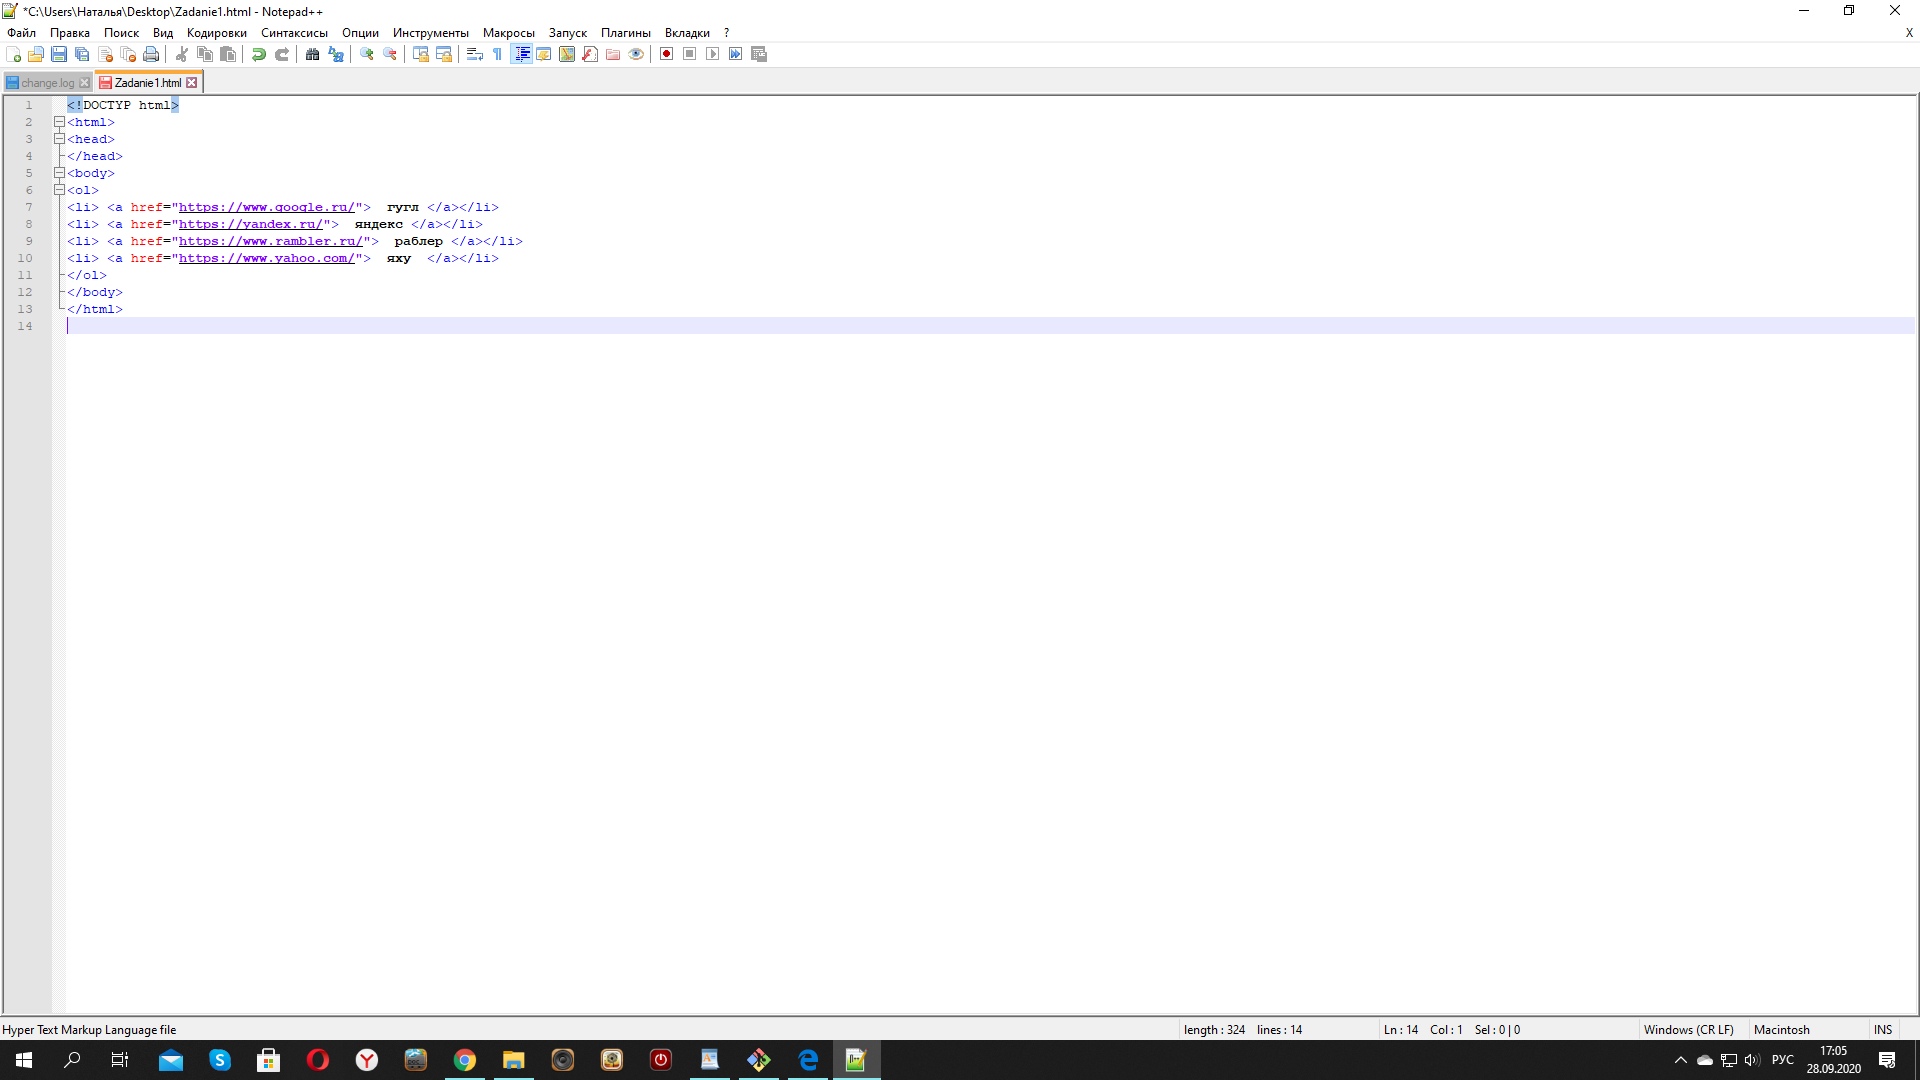 *C:\Users\Наталья\Desktop\Zadanie1.html - Notepad++
Файл Правка Поиск Вид Кодировки Синтаксисы Опции Инструменты Макросы Запуск Плагины Вкладки ? X
change.log Zadanie1.html
1 <!DOCTYP html>
2 <html>
3 <head>
4 </head>
5 <body>
6 <ol>
7 <li> <a href="https://www.google.ru/">  гугл </a></li>
8 <li> <a href="https://yandex.ru/">  яндекс </a></li>
9 <li> <a href="https://www.rambler.ru/">  раблер </a></li>
10 <li> <a href="https://www.yahoo.com/">  яху  </a></li>
11 </ol>
12 </body>
13 </html>
14
Hyper Text Markup Language file length : 324 lines : 14 Ln : 14 Col : 1 Sel : 0 | 0 Windows (CR LF) Macintosh INS
РУС 17:05
28.09.2020